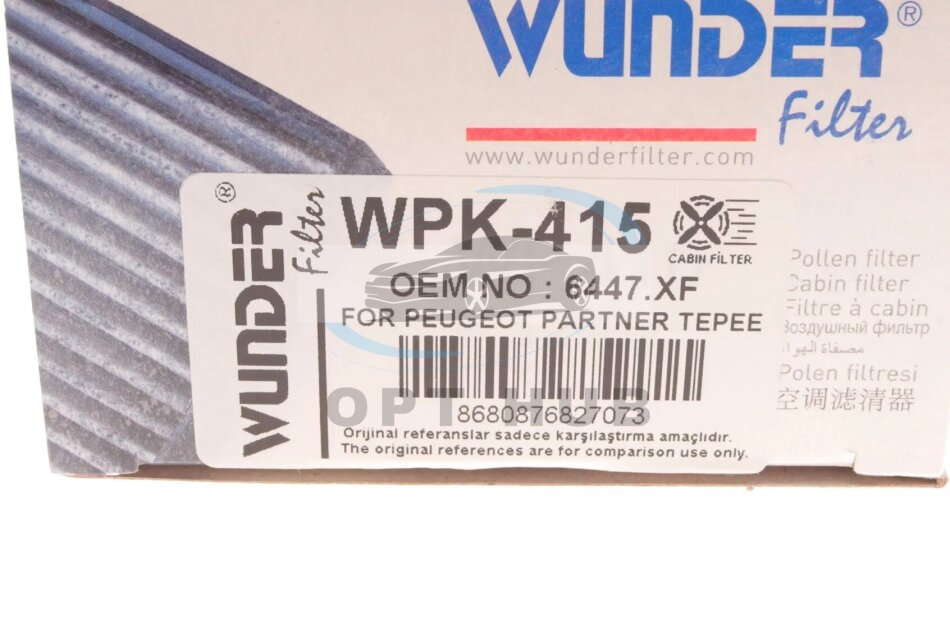 WUNDER®
Filter
www.wunderfilter.com
WUNDER®
Filter
WPK-415
CABIN FİLTER
OEM NO : 6447.XF
FOR PEUGEOT PARTNER TEPEE
8680876827073
OPT HUB
Orijinal referanslar sadece karşılaştırma amaçlıdır.
The original references are for comparison use only.
Pollen filter
Cabin filter
Filtre à cabin
Воздушный фильтр
مصفاة الهواء
Polen filtresi
空调滤清器